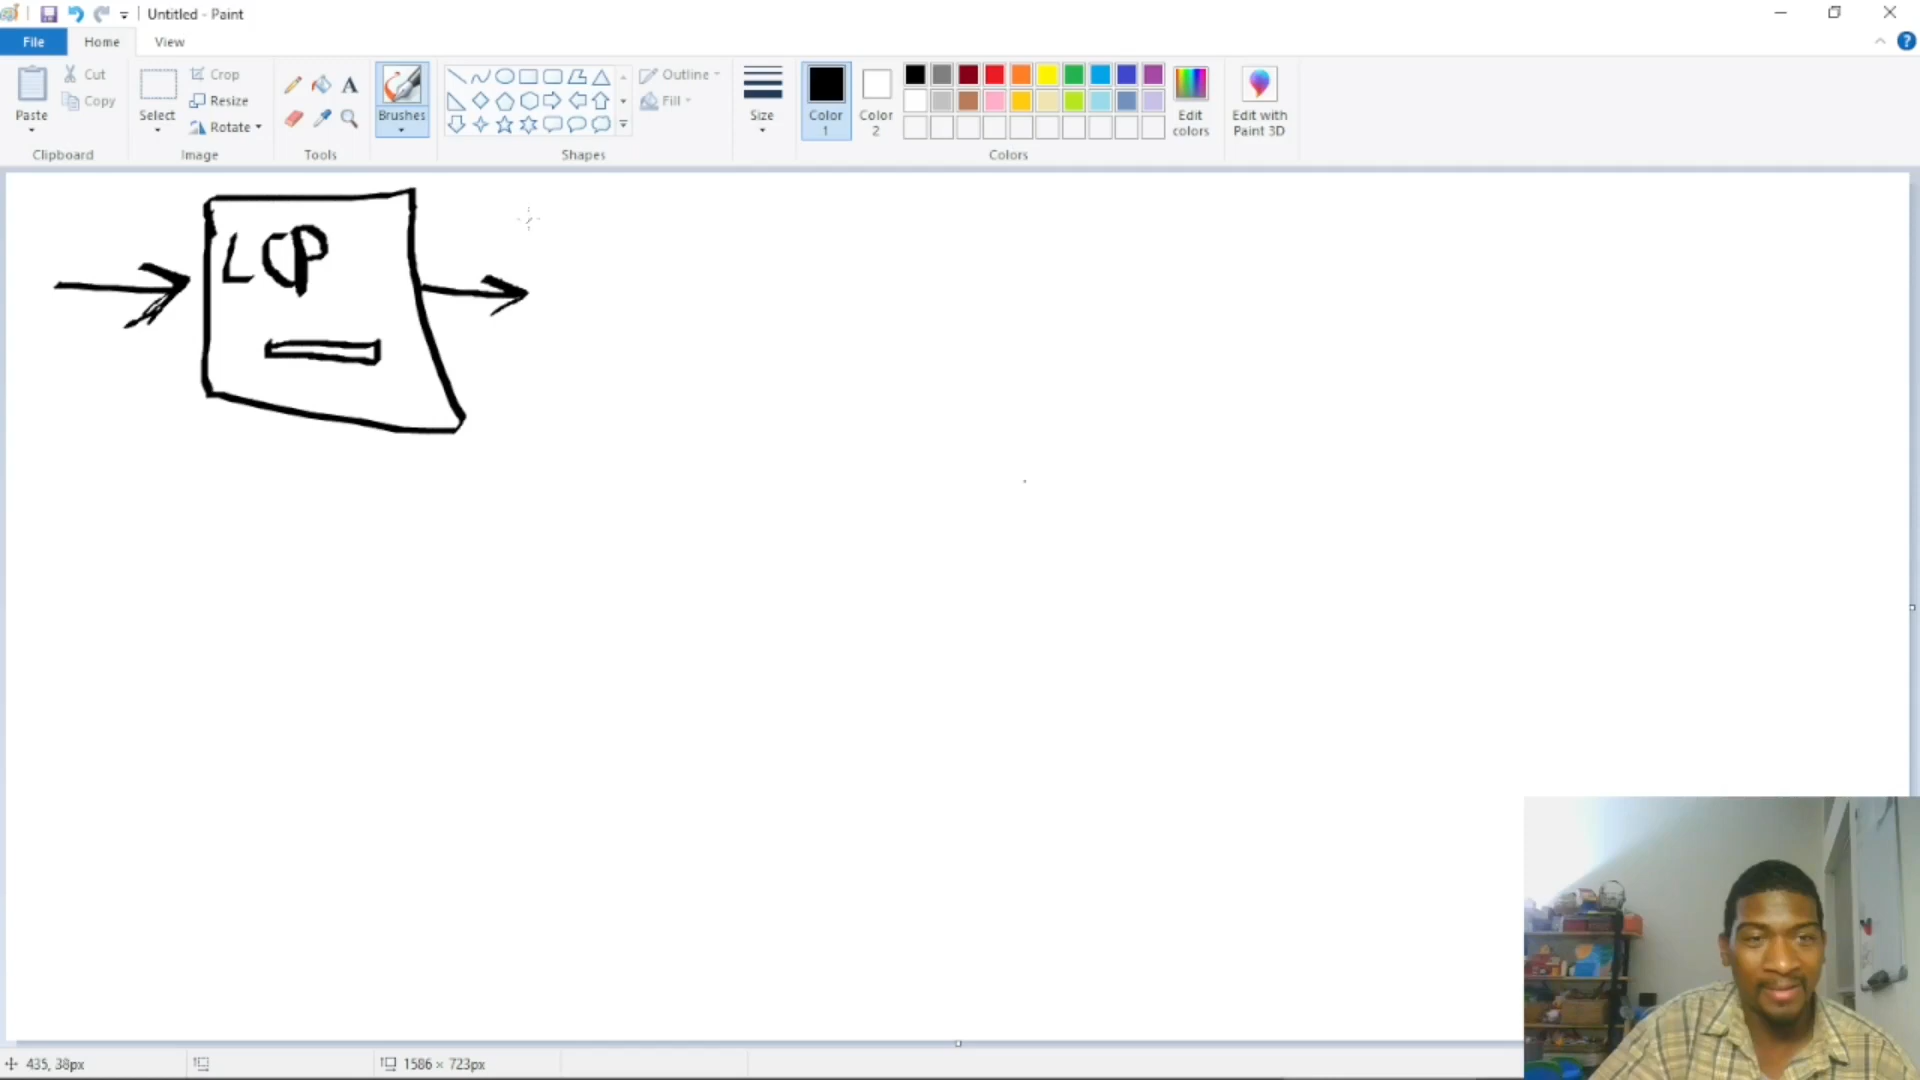 Untitled - Paint
File Home View
Paste
Cut
Copy
Clipboard
Select
Crop
Resize
Rotate
Image
Tools
Brushes
Shapes
Outline
Fill
Size
Color 1
Color 2
Colors
Edit colors
Edit with Paint 3D
?
LCP
435, 38px
1586 × 723px